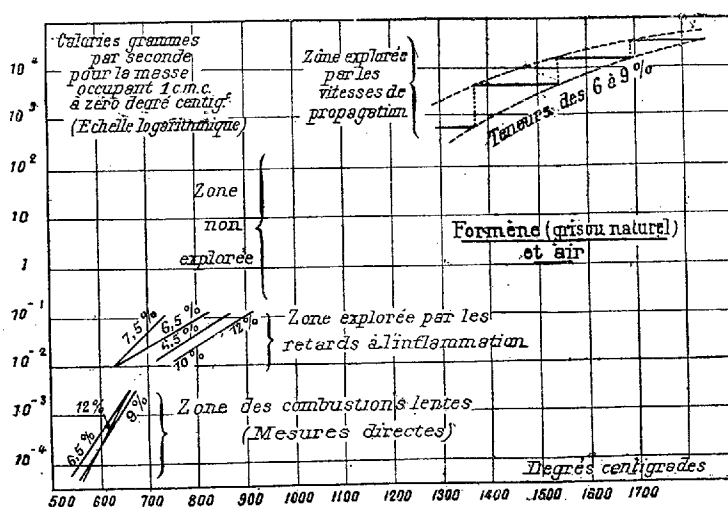 Calories grammes
par seconde
pour la masse
occupant 1 c.m.c.
à zéro degré centigr.
(Echelle logarithmique)
Zône explorée
par les
vitesses de
propagation
Teneurs des 6 à 9%
Zone
non
explorée
Formène (grisou naturel)
et air
7,5%
6,5%
4,5%
10%
12%
Zone explorée par les
retards à l'inflammation
12%
6,5%
9%
Zone des combustions lentes
(Mesures directes)
Degrés centigrades
10⁴
10³
10²
10
1
10⁻¹
10⁻²
10⁻³
10⁻⁴
500 600 700 800 900 1000 1100 1200 1300 1400 1500 1600 1700